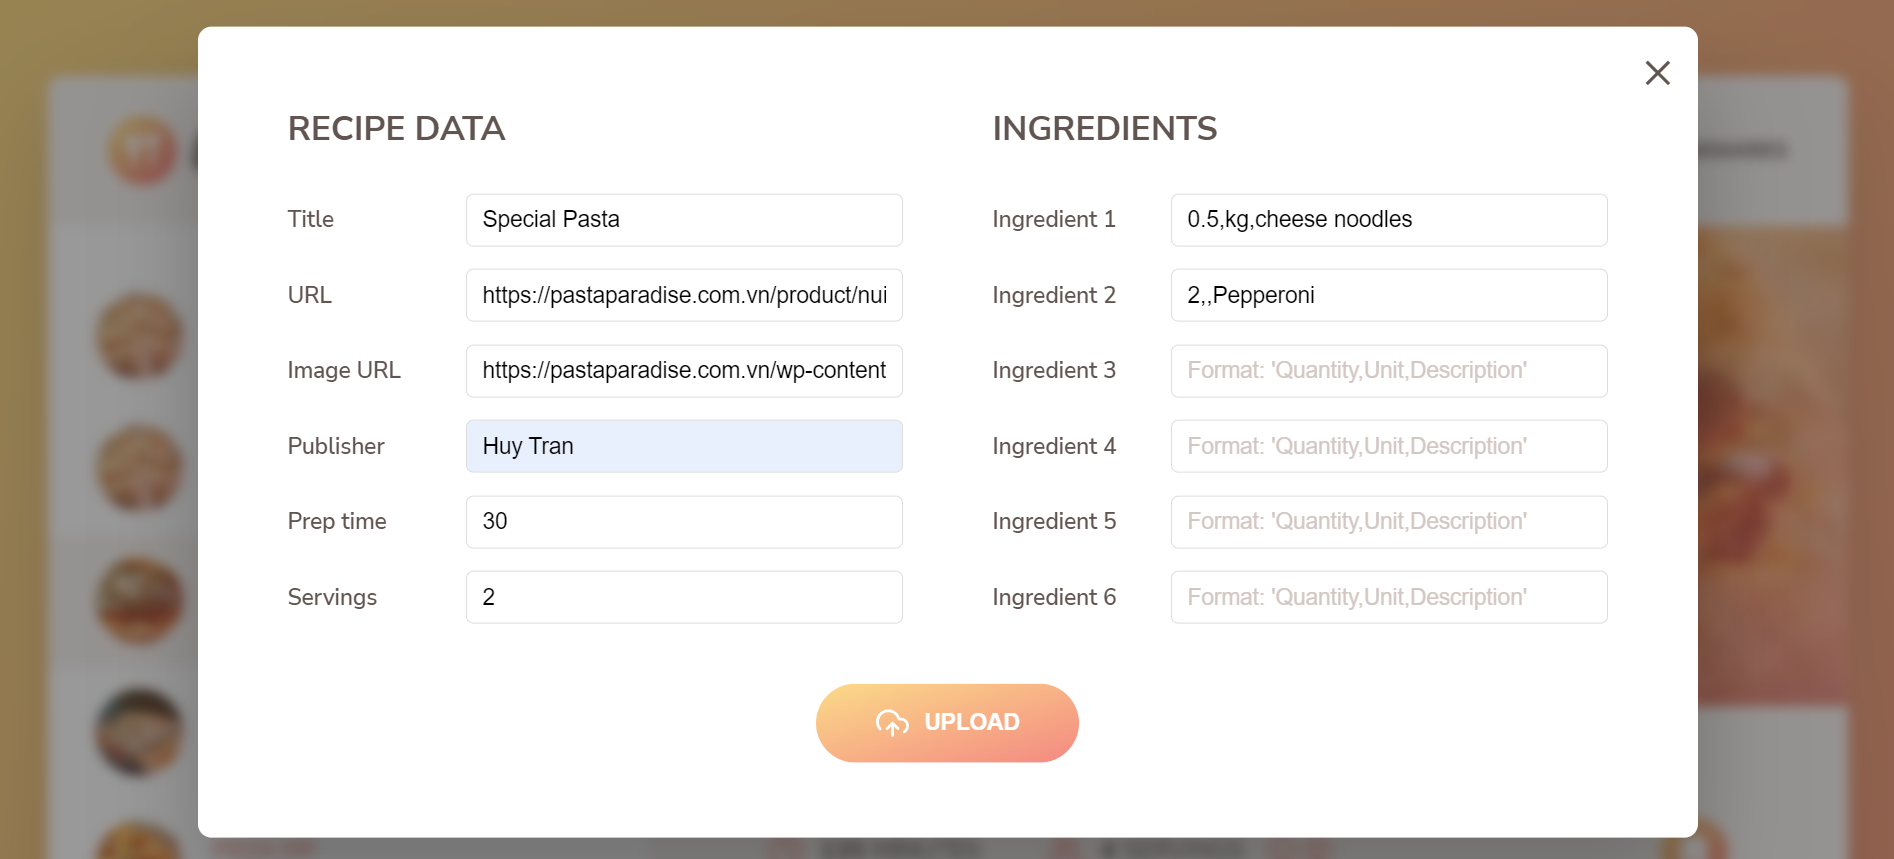 RECIPE DATA
Title
Special Pasta
URL
https://pastaparadise.com.vn/product/nui
Image URL
https://pastaparadise.com.vn/wp-content
Publisher
Huy Tran
Prep time
30
Servings
2
INGREDIENTS
Ingredient 1
0.5,kg,cheese noodles
Ingredient 2
2,,Pepperoni
Ingredient 3
Format: 'Quantity,Unit,Description'
Ingredient 4
Format: 'Quantity,Unit,Description'
Ingredient 5
Format: 'Quantity,Unit,Description'
Ingredient 6
Format: 'Quantity,Unit,Description'
UPLOAD